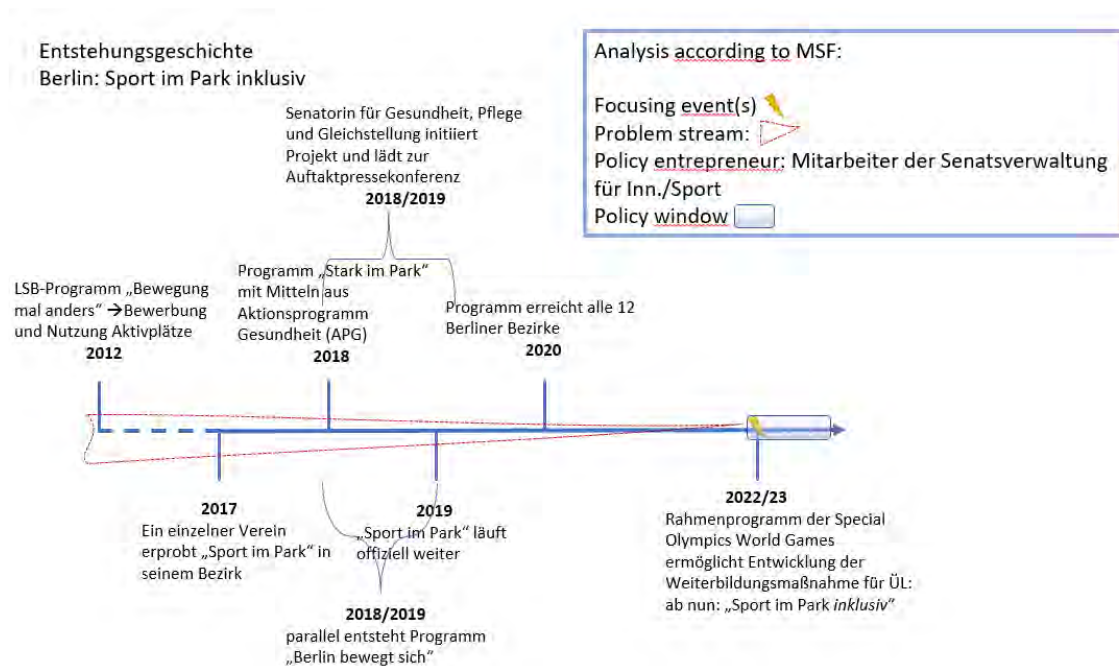 Entstehungsgeschichte
Berlin: Sport im Park inklusiv
Analysis according to MSF:
Focusing event(s)
Problem stream:
Policy entrepreneur: Mitarbeiter der Senatsverwaltung
für Inn./Sport
Policy window
Senatorin für Gesundheit, Pflege
und Gleichstellung initiiert
Projekt und lädt zur
Auftaktpressekonferenz
2018/2019
LSB-Programm „Bewegung
mal anders“ →Bewerbung
und Nutzung Aktivplätze
2012
Programm „Stark im Park“
mit Mitteln aus
Aktionsprogramm
Gesundheit (APG)
2018
Programm erreicht alle 12
Berliner Bezirke
2020
2017
Ein einzelner Verein
erprobt „Sport im Park“ in
seinem Bezirk
2019
„Sport im Park“ läuft
offiziell weiter
2018/2019
parallel entsteht Programm
„Berlin bewegt sich“
2022/23
Rahmenprogramm der Special
Olympics World Games
ermöglicht Entwicklung der
Weiterbildungsmaßnahme für ÜL:
ab nun: „Sport im Park inklusiv“